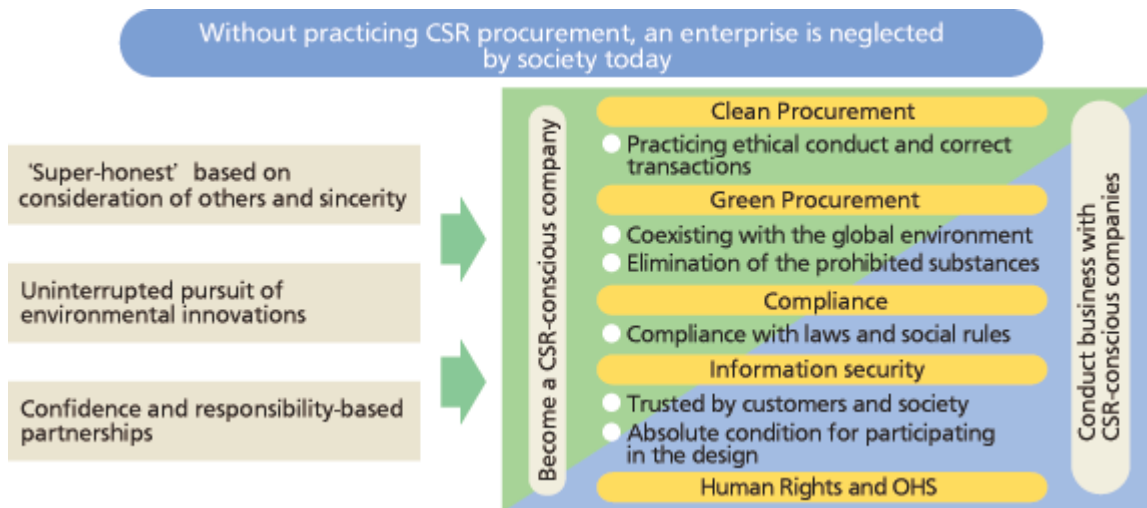 Without practicing CSR procurement, an enterprise is neglected
by society today
‘Super-honest’ based on
consideration of others and sincerity
Uninterrupted pursuit of
environmental innovations
Confidence and responsibility-based
partnerships
Become a CSR-conscious company
Clean Procurement
Practicing ethical conduct and correct
transactions
Green Procurement
Coexisting with the global environment
Elimination of the prohibited substances
Compliance
Compliance with laws and social rules
Information security
Trusted by customers and society
Absolute condition for participating
in the design
Human Rights and OHS
Conduct business with
CSR-conscious companies